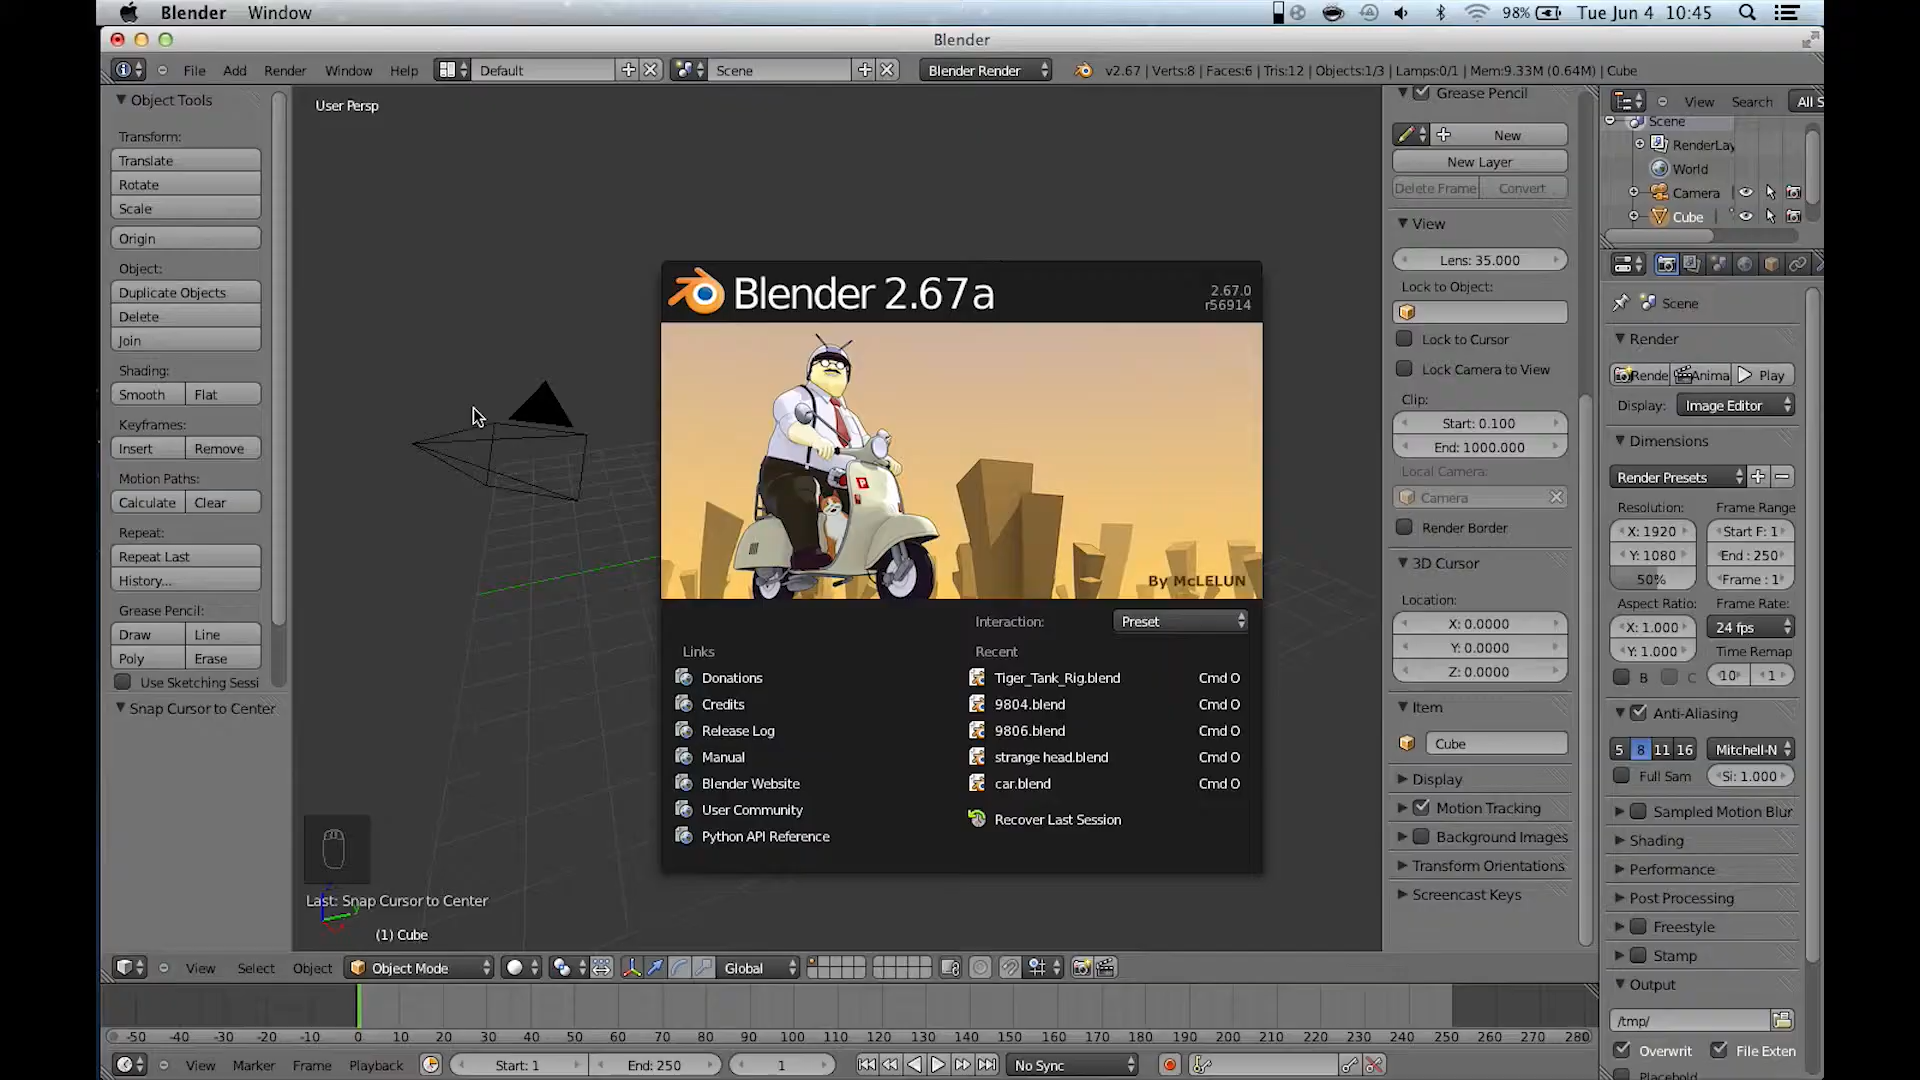 Blender Window
98% Tue Jun 4 10:45
Blender
File Add Render Window Help Default Scene Blender Render v2.67 | Verts:8 | Faces:6 | Tris:12 | Objects:1/3 | Lamps:0/1 | Mem:9.33M (0.64M) | Cube
Object Tools
Transform:
Translate
Rotate
Scale
Origin
Object:
Duplicate Objects
Delete
Join
Shading:
Smooth Flat
Keyframes:
Insert Remove
Motion Paths:
Calculate Clear
Repeat:
Repeat Last
History...
Grease Pencil:
Draw Line
Poly Erase
Use Sketching Sessi
Snap Cursor to Center
User Persp
Blender 2.67a
2.67.0
r56914
P
By McLELUN
Interaction: Preset
Links
Donations
Credits
Release Log
Manual
Blender Website
User Community
Python API Reference
Recent
Tiger_Tank_Rig.blend Cmd O
9804.blend Cmd O
9806.blend Cmd O
strange head.blend Cmd O
car.blend Cmd O
Recover Last Session
Last: Snap Cursor to Center
(1) Cube
Grease Pencil
New
New Layer
Delete Frame Convert
View
Lens: 35.000
Lock to Object:
Lock to Cursor
Lock Camera to View
Clip:
Start: 0.100
End: 1000.000
Local Camera:
Camera
Render Border
3D Cursor
Location:
X: 0.0000
Y: 0.0000
Z: 0.0000
Item
Cube
Display
Motion Tracking
Background Images
Transform Orientations
Screencast Keys
View Search All S
Scene
RenderLay
World
Camera
Cube
Scene
Render
Rende Anima Play
Display: Image Editor
Dimensions
Render Presets
Resolution: Frame Range
X: 1920 Start F: 1
Y: 1080 End : 250
50% Frame : 1
Aspect Ratio: Frame Rate:
X: 1.000 24 fps
Y: 1.000 Time Remap
B C 10 1
Anti-Aliasing
5 8 11 16 Mitchell-N
Full Sam Si: 1.000
Sampled Motion Blur
Shading
Performance
Post Processing
Freestyle
Stamp
Output
/tmp/
Overwrit File Exten
View Select Object Object Mode Global
-50 -40 -30 -20 -10 0 10 20 30 40 50 60 70 80 90 100 110 120 130 140 150 160 170 180 190 200 210 220 230 240 250 260 270 280
View Marker Frame Playback Start: 1 End: 250 1 No Sync